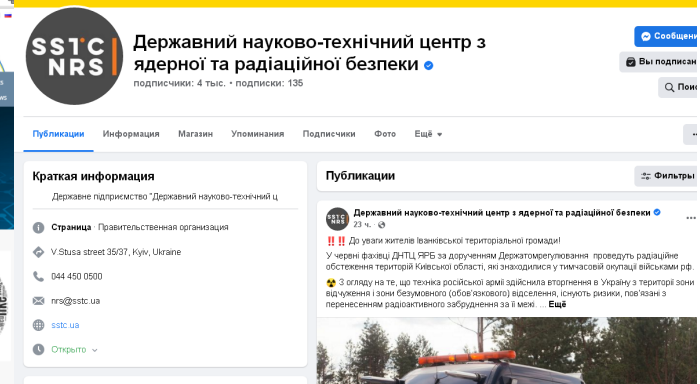 SSTC
NRS
Державний науково-технічний центр з
ядерної та радіаційної безпеки
подписчики: 4 тыс. • подписки: 135
Вы подписан
Публикации Информация Магазин Упоминания Подписчики Фото Ещё
Краткая информация
Державне підприємство "Державний науково-технічний ц
Страница · Правительственная организация
V.Stusa street 35/37, Kyiv, Ukraine
044 450 0500
nrs@sstc.ua
sstc.ua
Открыто
Публикации
Фильтры
Державний науково-технічний центр з ядерної та радіаційної безпеки
23 ч. ·
‼️‼️ До уваги жителів Іванківської територіальної громади!
У червні фахівці ДНТЦ ЯРБ за дорученням Держатомрегулювання проведуть радіаційне
обстеження територій Київської області, які знаходилися у тимчасовій окупації військами рф.
☢️ З огляду на те, що техніка російської армії здійснила вторгнення в Україну з території зони
відчуження і зони безумовного (обов'язкового) відселення, існують ризики, пов'язані з
перенесенням радіоактивного забруднення за її межі. ... Ещё